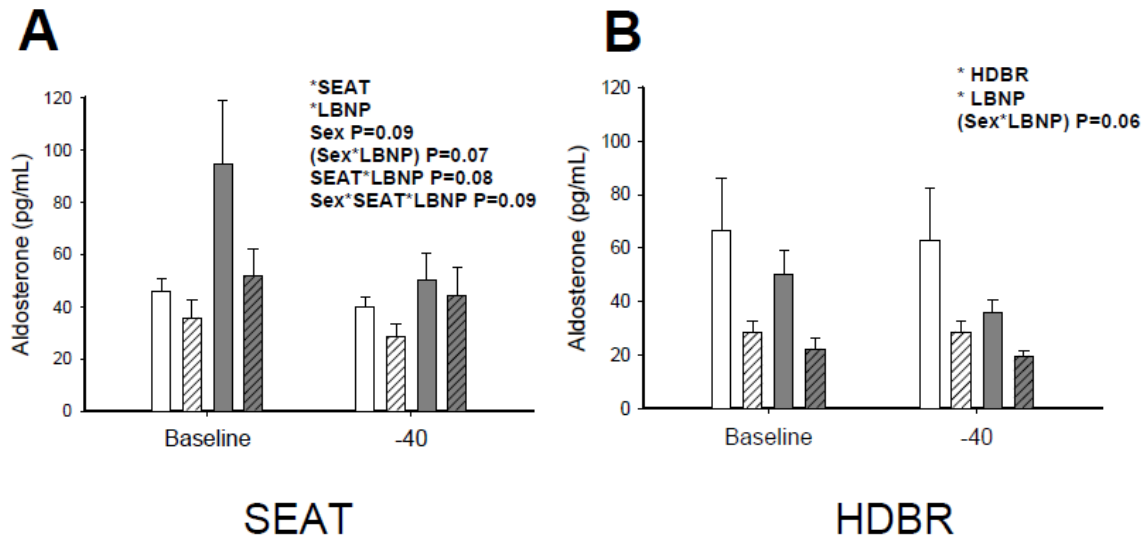 A
*SEAT
*LBNP
Sex P=0.09
(Sex*LBNP) P=0.07
SEAT*LBNP P=0.08
Sex*SEAT*LBNP P=0.09
Aldosterone (pg/mL)
120
100
80
60
40
20
0
Baseline
-40
SEAT
B
* HDBR
* LBNP
(Sex*LBNP) P=0.06
Aldosterone (pg/mL)
120
100
80
60
40
20
0
Baseline
-40
HDBR